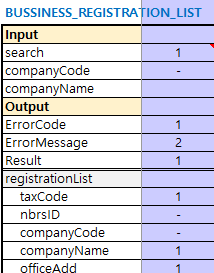 BUSSINESS_REGISTRATION_LIST
Input
search 1
companyCode -
companyName
Output
ErrorCode 1
ErrorMessage 2
Result 1
registrationList
taxCode 1
nbrsID -
companyCode -
companyName 1
officeAdd 1